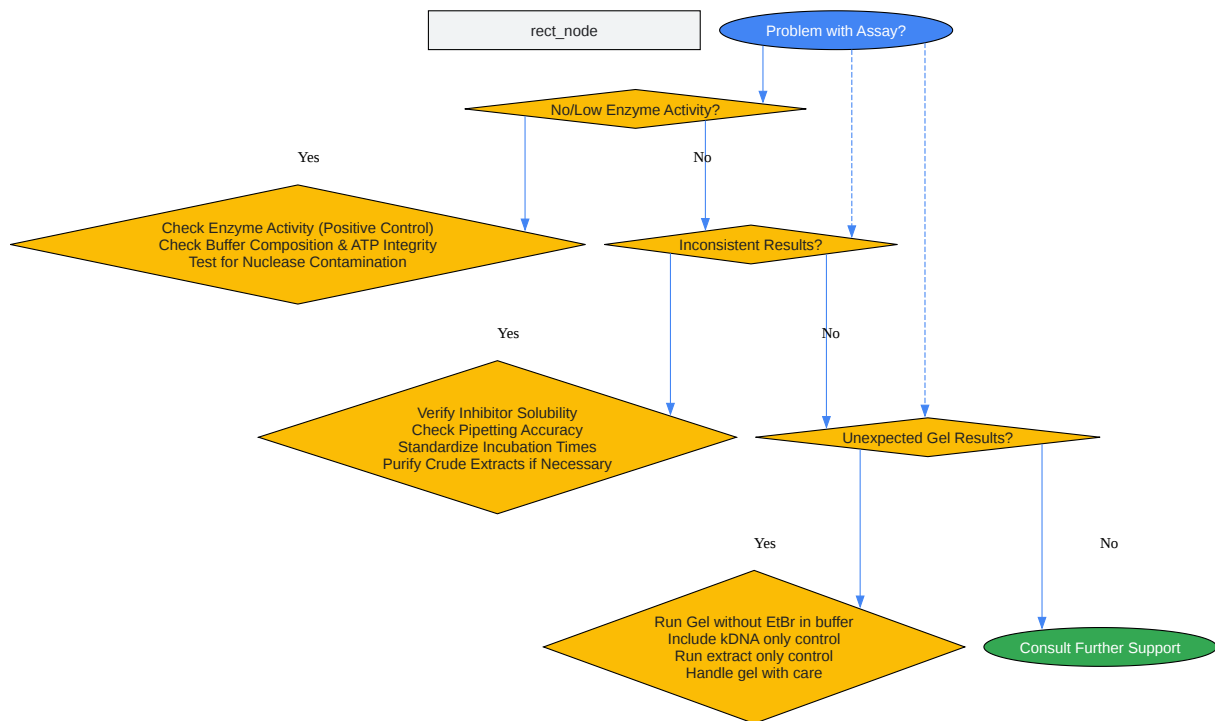 rect_node
Problem with Assay?
No/Low Enzyme Activity?
Yes
No
Check Enzyme Activity (Positive Control)
Check Buffer Composition & ATP Integrity
Test for Nuclease Contamination
Inconsistent Results?
Yes
No
Verify Inhibitor Solubility
Check Pipetting Accuracy
Standardize Incubation Times
Purify Crude Extracts if Necessary
Unexpected Gel Results?
Yes
No
Run Gel without EtBr in buffer
Include kDNA only control
Run extract only control
Handle gel with care
Consult Further Support